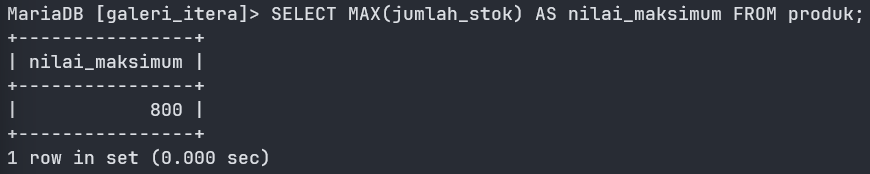 MariaDB [galeri_itera]> SELECT MAX(jumlah_stok) AS nilai_maksimum FROM produk;
+----------------+
| nilai_maksimum |
+----------------+
|            800 |
+----------------+
1 row in set (0.000 sec)